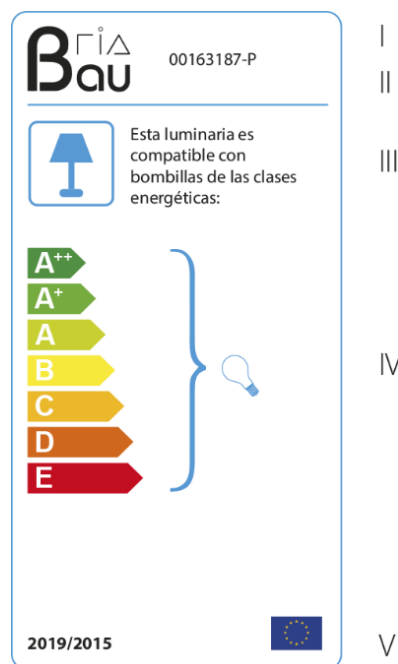 Bria
Bau
00163187-P
I
II
Esta luminaria es
compatible con
bombillas de las clases
energéticas:
III
A++
A+
A
B
C
D
E
IV
2019/2015
V